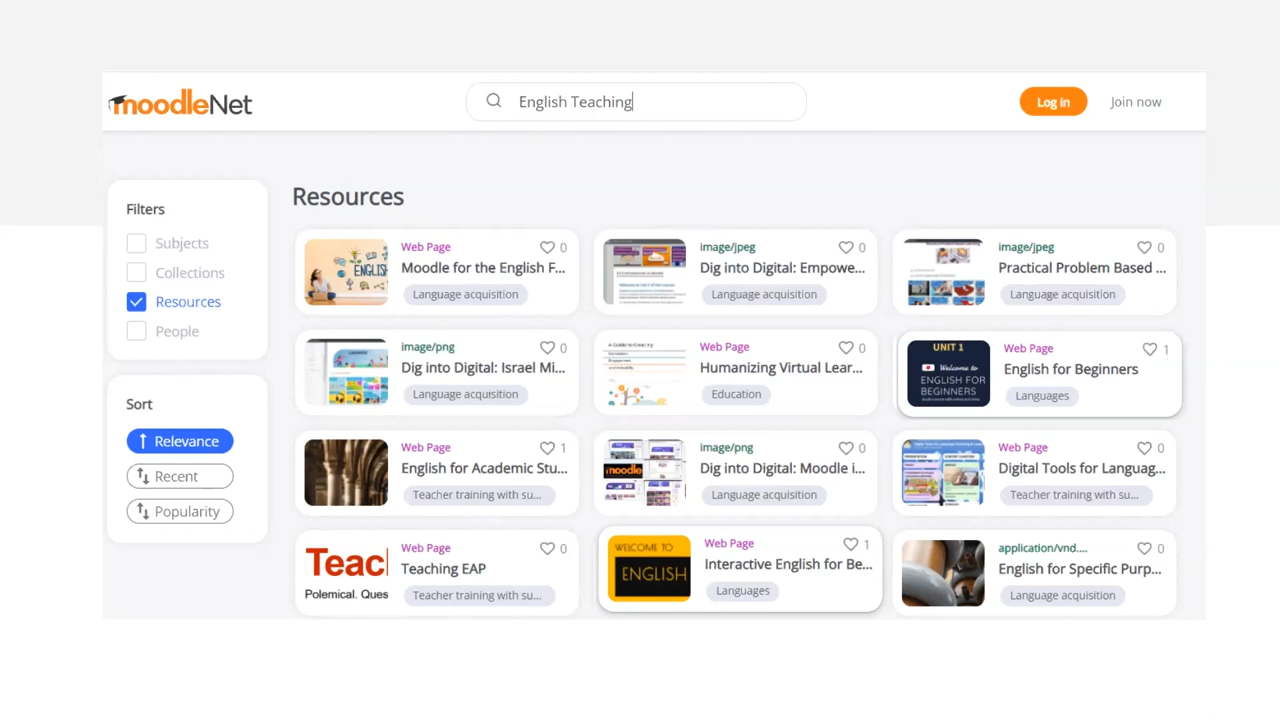 moodleNet
English Teaching
Log in
Join now
Filters
Subjects
Collections
Resources
People
Sort
Relevance
Recent
Popularity
Resources
ENGLISH
Web Page
0
Moodle for the English F...
Language acquisition
image/jpeg
0
Dig into Digital: Empowe...
Language acquisition
image/jpeg
0
Practical Problem Based ...
Language acquisition
image/png
0
Dig into Digital: Israel Mi...
Language acquisition
A Guide to Creating
Web Page
0
Humanizing Virtual Lear...
Education
UNIT 1
Welcome to
ENGLISH FOR
BEGINNERS
Web Page
1
English for Beginners
Languages
Web Page
1
English for Academic Stu...
Teacher training with su...
moodle
image/png
0
Dig into Digital: Moodle i...
Language acquisition
Web Page
0
Digital Tools for Languag...
Teacher training with su...
Teac
Polemical. Ques
Web Page
0
Teaching EAP
Teacher training with su...
WELCOME TO
ENGLISH
Web Page
1
Interactive English for Be...
Languages
application/vnd....
0
English for Specific Purp...
Language acquisition